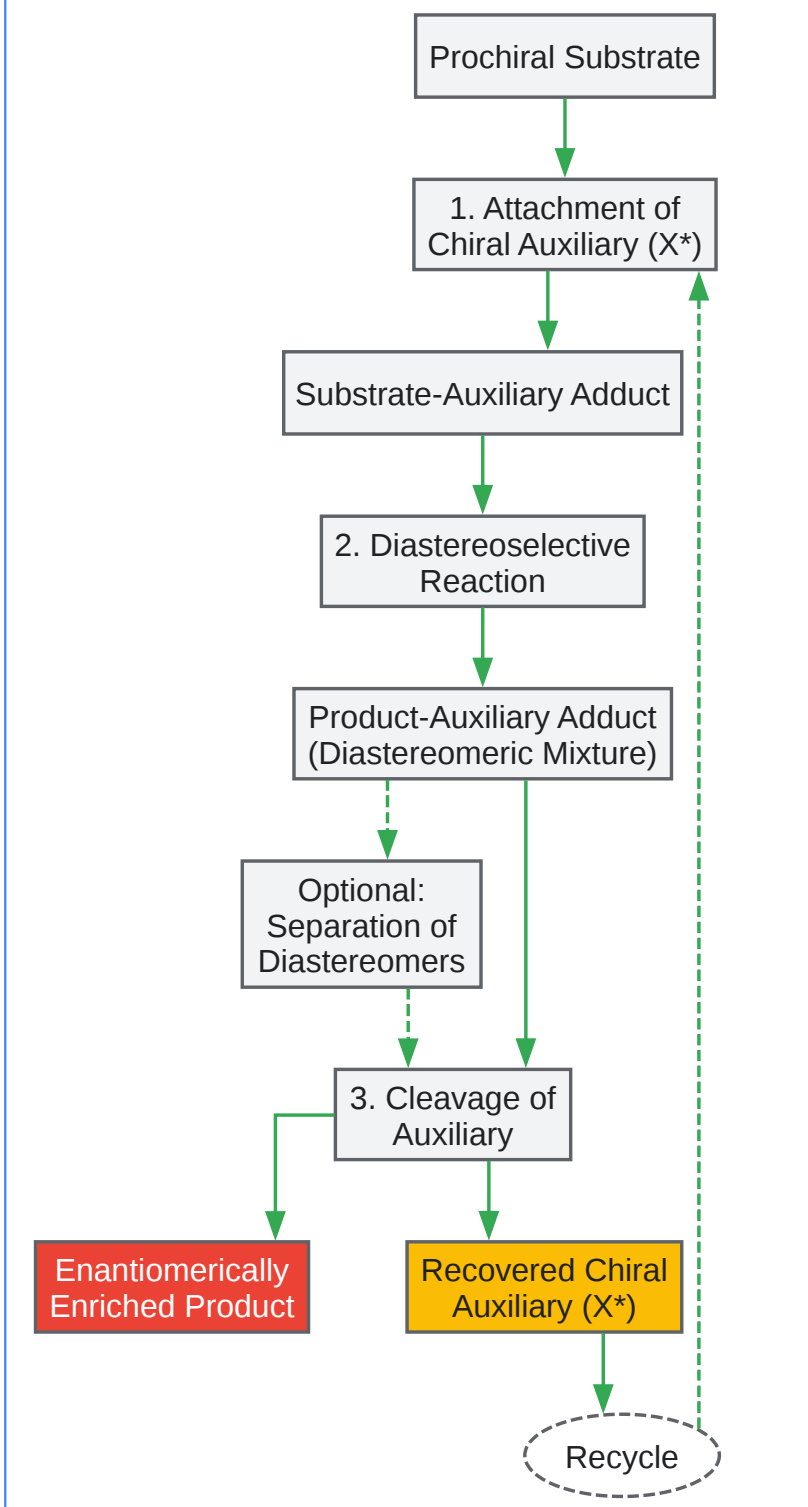 Prochiral Substrate
1. Attachment of
Chiral Auxiliary (X*)
Substrate-Auxiliary Adduct
2. Diastereoselective
Reaction
Product-Auxiliary Adduct
(Diastereomeric Mixture)
Optional:
Separation of
Diastereomers
3. Cleavage of
Auxiliary
Enantiomerically
Enriched Product
Recovered Chiral
Auxiliary (X*)
Recycle